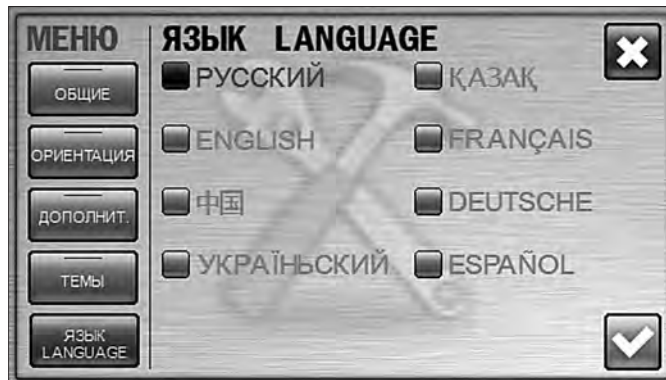 МЕНЮ
ОБЩИЕ
ОРИЕНТАЦИЯ
ДОПОЛНИТ.
ТЕМЫ
ЯЗЫК
LANGUAGE
ЯЗЫК LANGUAGE
РУССКИЙ
ҚАЗАҚ
ENGLISH
FRANÇAIS
中国
DEUTSCHE
УКРАЇНЬСКИЙ
ESPAÑOL